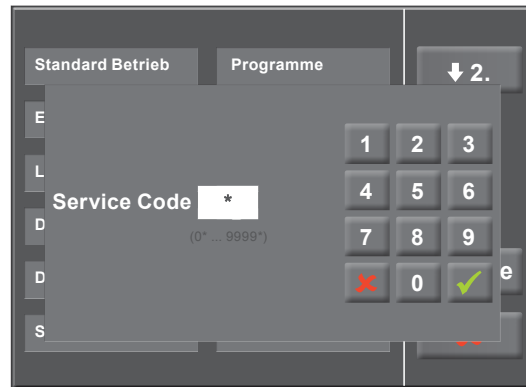 Standard Betrieb
Programme
2.
E
L
D
D
S
e
Service Code *
(0* ... 9999*)
1 2 3
4 5 6
7 8 9
0